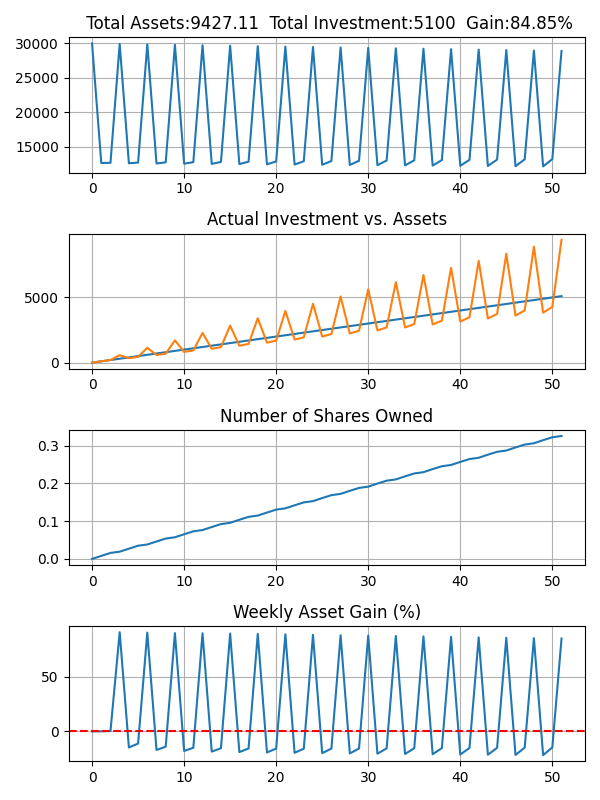 Total Assets:9427.11  Total Investment:5100  Gain:84.85%
30000
25000
20000
15000
0 10 20 30 40 50
Actual Investment vs. Assets
5000
0
0 10 20 30 40 50
Number of Shares Owned
0.3
0.2
0.1
0.0
0 10 20 30 40 50
Weekly Asset Gain (%)
50
0
0 10 20 30 40 50